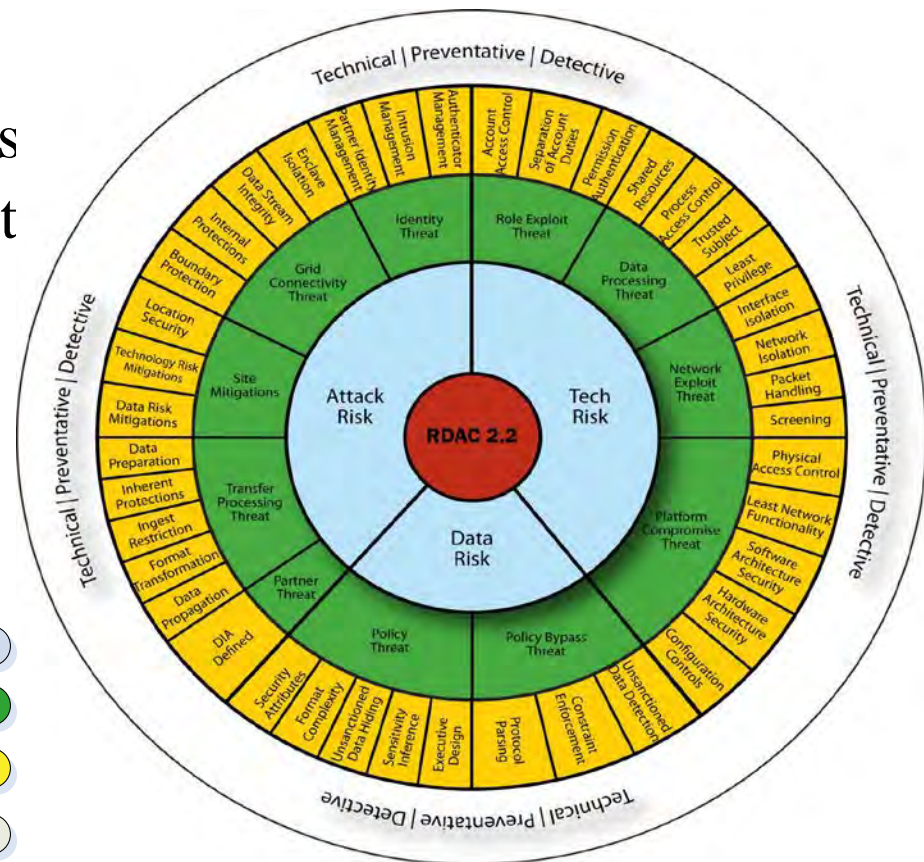 s
t
Technical | Preventative | Detective
Technical | Preventative | Detective
Technical | Preventative | Detective
Technical | Preventative | Detective
RDAC 2.2
Attack
Risk
Tech
Risk
Data
Risk
Identity
Threat
Role Exploit
Threat
Data
Processing
Threat
Network
Exploit
Threat
Platform
Compromise
Threat
Policy Bypass
Threat
Policy
Threat
Partner
Threat
Transfer
Processing
Threat
Site
Mitigations
Grid
Connectivity
Threat
Account
Access Control
Separation
of Account
Duties
Permission
Authentication
Shared
Resources
Process
Access Control
Trusted
Subject
Least
Privilege
Interface
Isolation
Network
Isolation
Packet
Handling
Screening
Physical
Access Control
Least Network
Functionality
Software
Architecture
Security
Hardware
Architecture
Security
Configuration
Controls
Unsanctioned
Data Detection
Constraint
Enforcement
Protocol
Parsing
Executive
Design
Sensitivity
Inference
Unsanctioned
Data Hiding
Format
Complexity
Security
Attributes
DIA
Defined
Data
Propagation
Format
Transformation
Ingest
Restriction
Inherent
Protections
Data
Preparation
Data Risk
Mitigations
Technology Risk
Mitigations
Location
Security
Boundary
Protection
Internal
Protections
Data Stream
Integrity
Enclave
Isolation
Partner Identity
Management
Intrusion
Management
Authenticator
Management